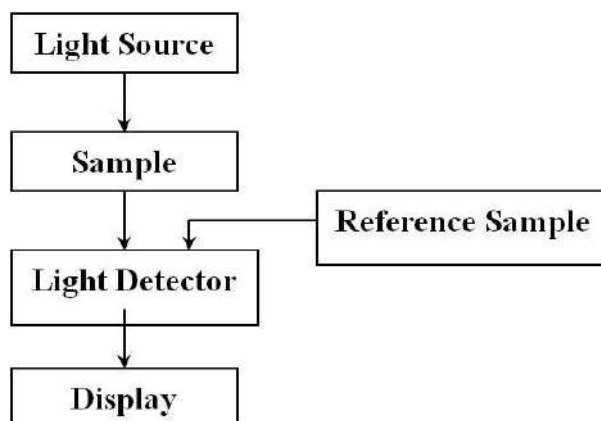 Light Source
Sample
Reference Sample
Light Detector
Display